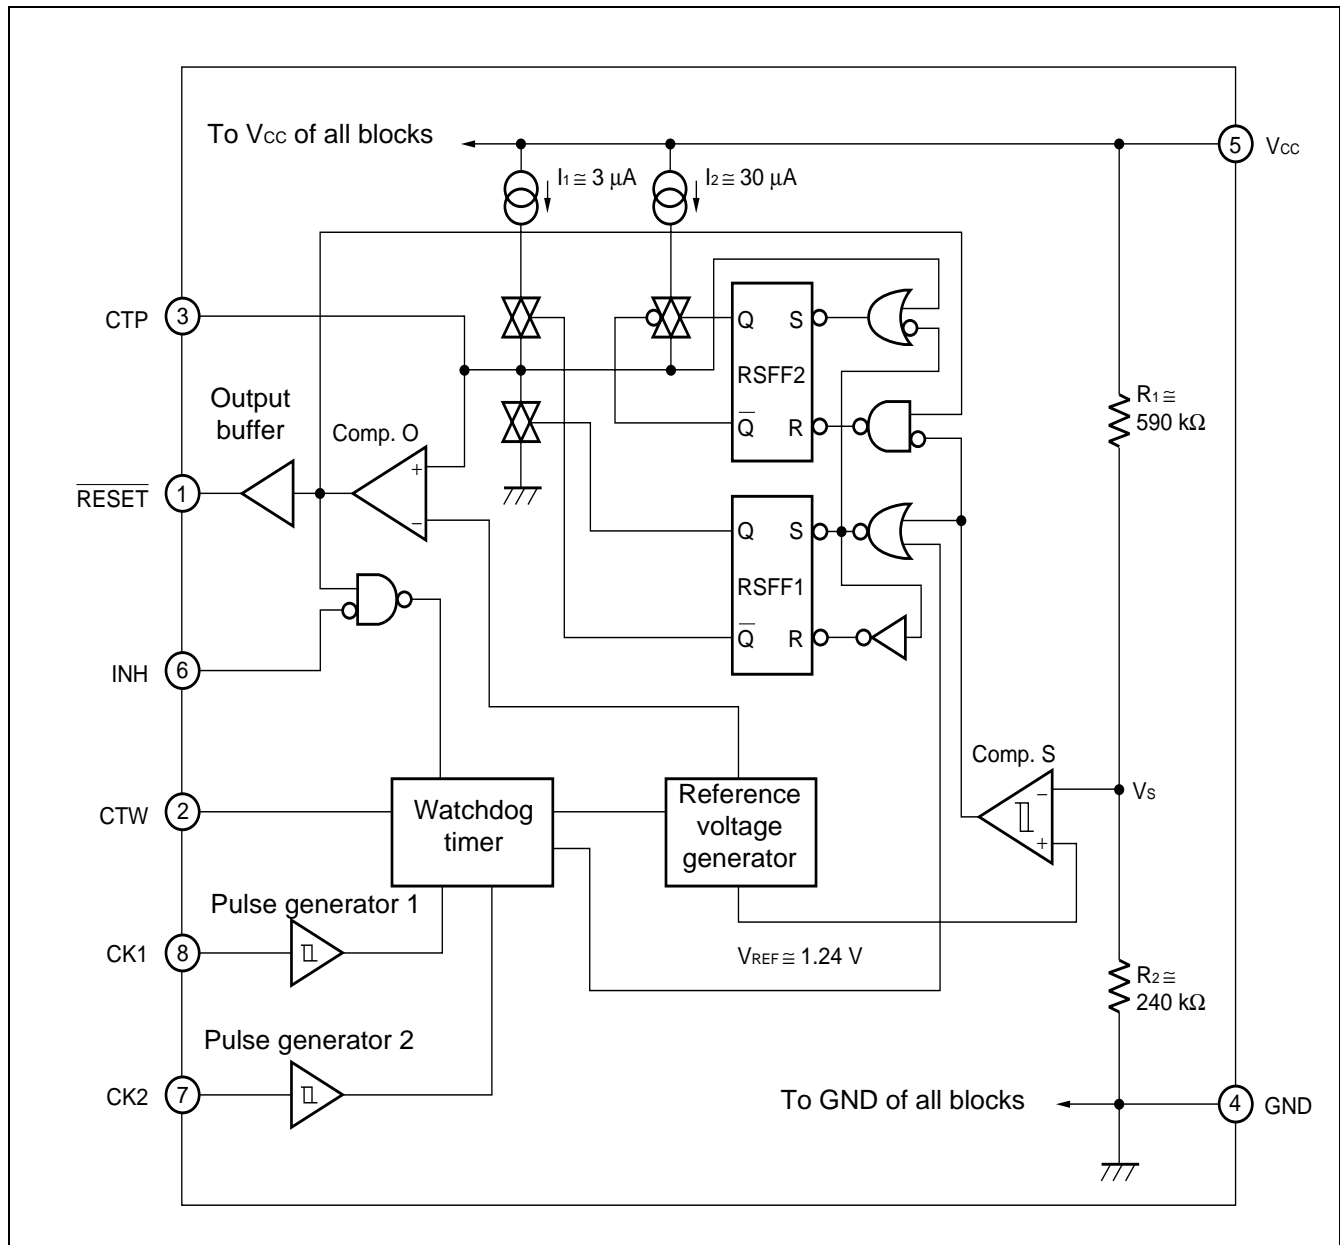 To VCC of all blocks
5
VCC
I1 ≅ 3 µA
I2 ≅ 30 µA
CTP
3
Q
S
RSFF2
Q̅
R
R1 ≅
590 kΩ
Output
buffer
Comp. O
+
−
R̅E̅S̅E̅T̅
1
Q
S
RSFF1
Q̅
R
INH
6
Comp. S
−
+
VS
CTW
2
Watchdog
timer
Reference
voltage
generator
Pulse generator 1
CK1
8
VREF ≅ 1.24 V
R2 ≅
240 kΩ
Pulse generator 2
CK2
7
To GND of all blocks
4
GND